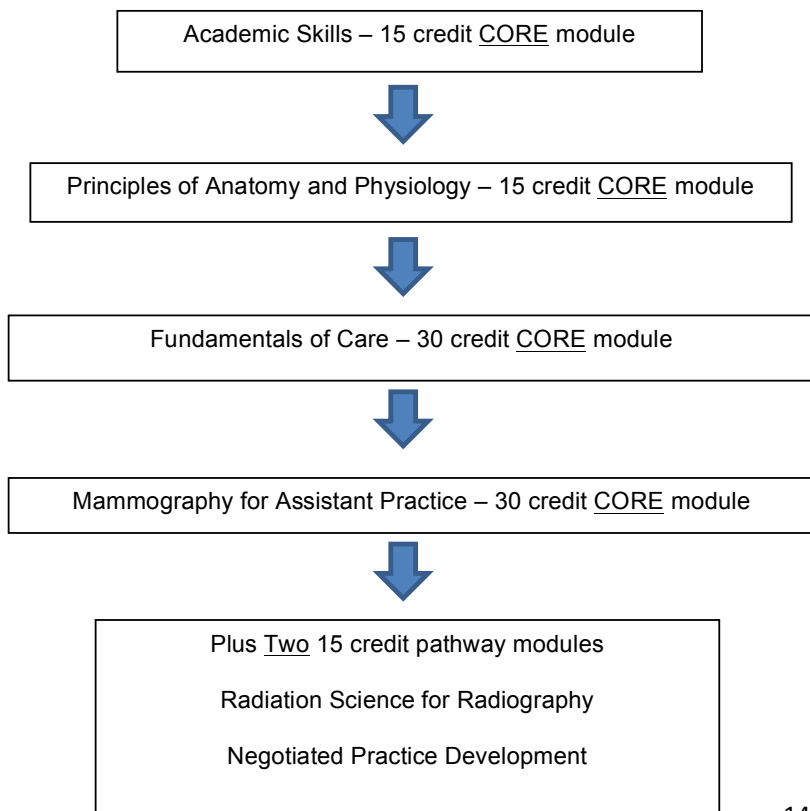 Academic Skills – 15 credit CORE module
Principles of Anatomy and Physiology – 15 credit CORE module
Fundamentals of Care – 30 credit CORE module
Mammography for Assistant Practice – 30 credit CORE module
Plus Two 15 credit pathway modules
Radiation Science for Radiography
Negotiated Practice Development